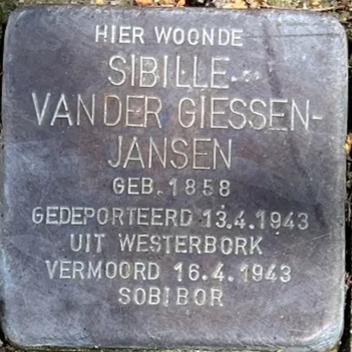 HIER WOONDE
SIBILLE
VAN DER GIESSEN-
JANSEN
GEB. 1858
GEDEPORTEERD 13.4.1943
UIT WESTERBORK
VERMOORD 16.4.1943
SOBIBOR